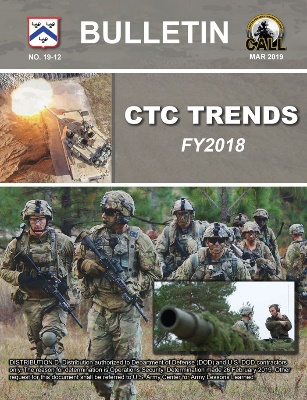 BULLETIN
NO. 19-12
CALL
MAR 2019
CTC TRENDS
FY2018
DISTRIBUTION D. Distribution authorized to Department of Defense (DOD) and U.S. DOD contractors
only. The reason for determination is Operations Security. Determination made 26 February 2019. Other
request for this document shall be referred to U.S. Army Center for Army Lessons Learned.